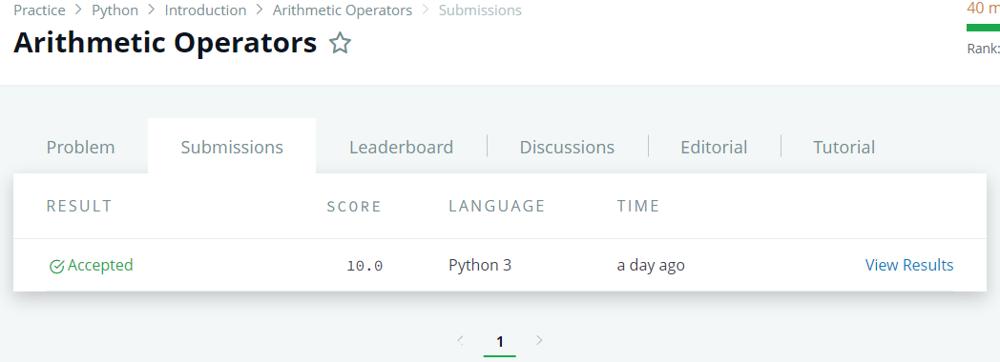 Practice > Python > Introduction > Arithmetic Operators > Submissions
40 m
Arithmetic Operators
Rank:
Problem Submissions Leaderboard Discussions Editorial Tutorial
RESULT SCORE LANGUAGE TIME
Accepted 10.0 Python 3 a day ago View Results
1